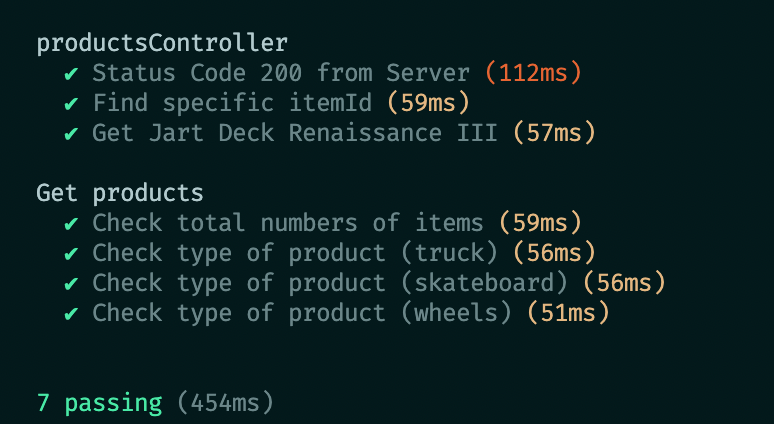 productsController
✔ Status Code 200 from Server (112ms)
✔ Find specific itemId (59ms)
✔ Get Jart Deck Renaissance III (57ms)
Get products
✔ Check total numbers of items (59ms)
✔ Check type of product (truck) (56ms)
✔ Check type of product (skateboard) (56ms)
✔ Check type of product (wheels) (51ms)
7 passing (454ms)